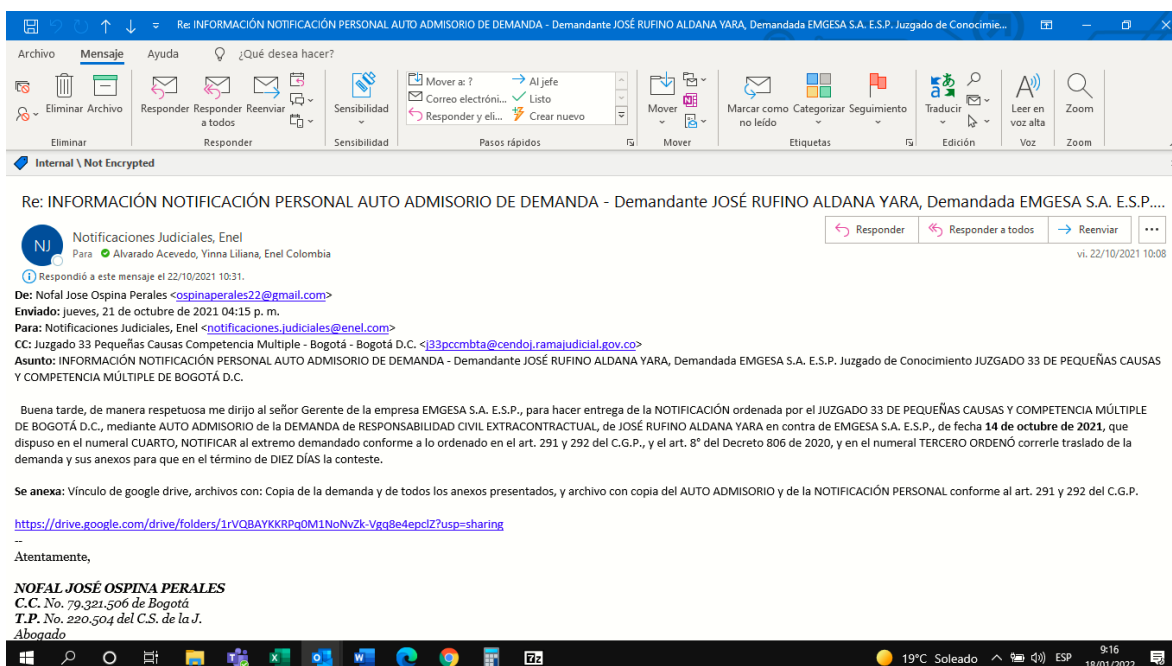 Re: INFORMACIÓN NOTIFICACIÓN PERSONAL AUTO ADMISORIO DE DEMANDA - Demandante JOSÉ RUFINO ALDANA YARA, Demandada EMGESA S.A. E.S.P. Juzgado de Conocimie...
Archivo Mensaje Ayuda ¿Qué desea hacer?
Eliminar Archivo
Responder Responder a todos Reenviar
Sensibilidad
Mover a: ? Al jefe
Correo electróni... Listo
Responder y eli... Crear nuevo
Mover
Marcar como no leído Categorizar Seguimiento
Traducir
Leer en voz alta
Zoom
Eliminar Responder Sensibilidad Pasos rápidos Mover Etiquetas Edición Voz Zoom
Internal \ Not Encrypted
Re: INFORMACIÓN NOTIFICACIÓN PERSONAL AUTO ADMISORIO DE DEMANDA - Demandante JOSÉ RUFINO ALDANA YARA, Demandada EMGESA S.A. E.S.P....
NJ
Notificaciones Judiciales, Enel
Para Alvarado Acevedo, Yinna Liliana, Enel Colombia
Responder Responder a todos Reenviar
vi. 22/10/2021 10:08
Respondió a este mensaje el 22/10/2021 10:31.
De: Nofal Jose Ospina Perales <ospinaperales22@gmail.com>
Enviado: jueves, 21 de octubre de 2021 04:15 p. m.
Para: Notificaciones Judiciales, Enel <notificaciones.judiciales@enel.com>
CC: Juzgado 33 Pequeñas Causas Competencia Multiple - Bogotá - Bogotá D.C. <j33pccmbta@cendoj.ramajudicial.gov.co>
Asunto: INFORMACIÓN NOTIFICACIÓN PERSONAL AUTO ADMISORIO DE DEMANDA - Demandante JOSÉ RUFINO ALDANA YARA, Demandada EMGESA S.A. E.S.P. Juzgado de Conocimiento JUZGADO 33 DE PEQUEÑAS CAUSAS
Y COMPETENCIA MÚLTIPLE DE BOGOTÁ D.C.
Buena tarde, de manera respetuosa me dirijo al señor Gerente de la empresa EMGESA S.A. E.S.P., para hacer entrega de la NOTIFICACIÓN ordenada por el JUZGADO 33 DE PEQUEÑAS CAUSAS Y COMPETENCIA MÚLTIPLE
DE BOGOTÁ D.C., mediante AUTO ADMISORIO de la DEMANDA de RESPONSABILIDAD CIVIL EXTRACONTRACTUAL, de JOSÉ RUFINO ALDANA YARA en contra de EMGESA S.A. E.S.P., de fecha 14 de octubre de 2021, que
dispuso en el numeral CUARTO, NOTIFICAR al extremo demandado conforme a lo ordenado en el art. 291 y 292 del C.G.P., y el art. 8° del Decreto 806 de 2020, y en el numeral TERCERO ORDENÓ correrle traslado de la
demanda y sus anexos para que en el término de DIEZ DÍAS la conteste.
Se anexa: Vínculo de google drive, archivos con: Copia de la demanda y de todos los anexos presentados, y archivo con copia del AUTO ADMISORIO y de la NOTIFICACIÓN PERSONAL conforme al art. 291 y 292 del C.G.P.
https://drive.google.com/drive/folders/1rVQBAYKKRPq0M1NoNvZk-Vgq8e4epclZ?usp=sharing
--
Atentamente,
NOFAL JOSÉ OSPINA PERALES
C.C. No. 79.321.506 de Bogotá
T.P. No. 220.504 del C.S. de la J.
Abogado
19°C Soleado ESP 9:16
18/01/2022